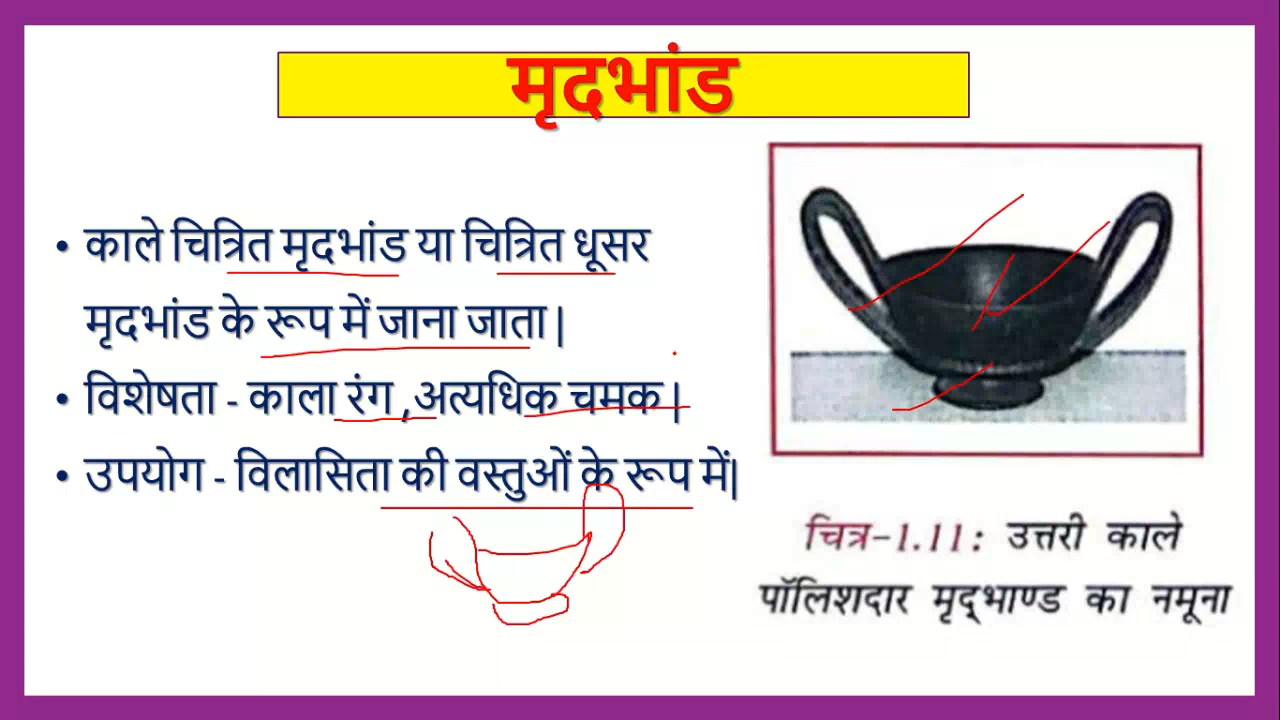 मृदभांड
• काले चित्रित मृदभांड या चित्रित धूसर
मृदभांड के रूप में जाना जाता |
• विशेषता - काला रंग ,अत्यधिक चमक |
• उपयोग - विलासिता की वस्तुओं के रूप में|
चित्र-1.11: उत्तरी काले
पॉलिशदार मृद्भाण्ड का नमूना